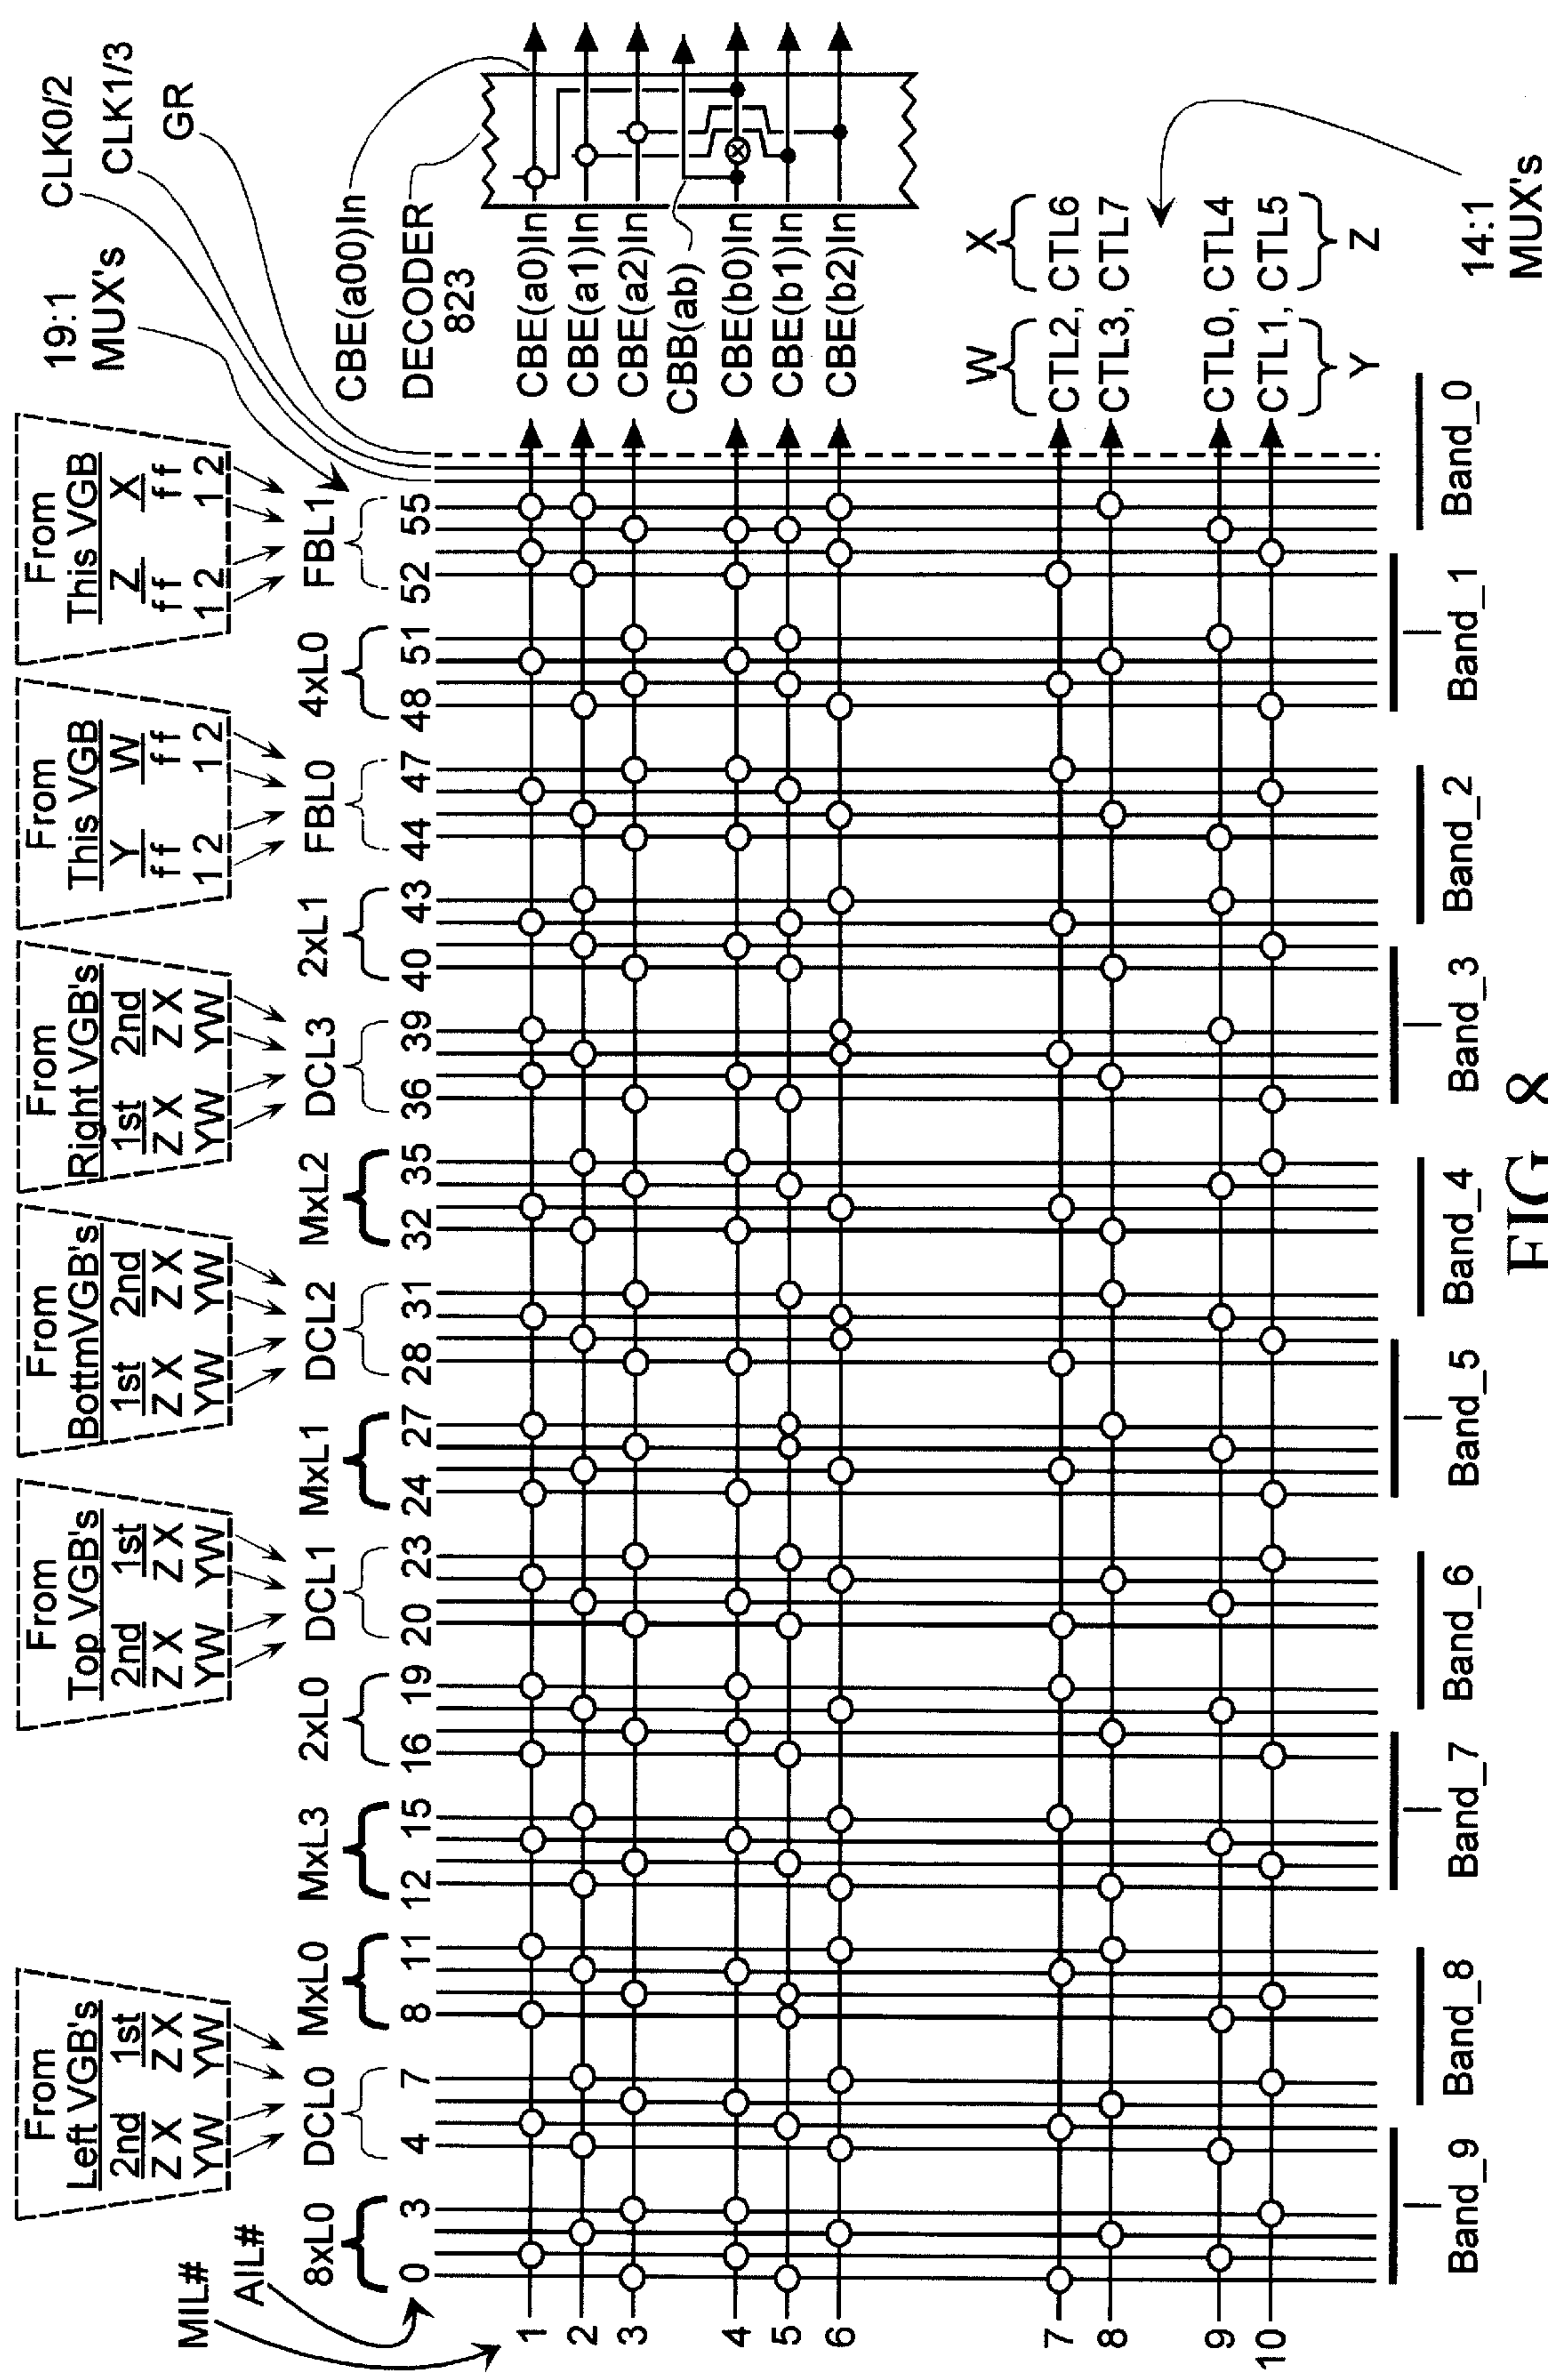 19:1
MUX's
CLK0/2
CLK1/3
GR
From
Left VGB's
2nd 1st
Z X Z X
YW YW
From
Top VGB's
2nd 1st
Z X Z X
YW YW
From
BottmVGB's
1st 2nd
Z X Z X
YW YW
From
Right VGB's
1st 2nd
Z X Z X
YW YW
From
This VGB
Y W
f f f f
1 2 1 2
From
This VGB
Z X
f f f f
1 2 1 2
MIL#
AIL#
8xL0 DCL0 MxL0 MxL3 2xL0 DCL1 MxL1 DCL2 MxL2 DCL3 2xL1 FBL0 4xL0 FBL1
0 3 4 7 8 11 12 15 16 19 20 23 24 27 28 31 32 35 36 39 40 43 44 47 48 51 52 55
CBE(a00)In
DECODER
823
1 CBE(a0)In
2 CBE(a1)In
3 CBE(a2)In
CBB(ab)
4 CBE(b0)In
5 CBE(b1)In
6 CBE(b2)In
W X
7 CTL2, CTL6
8 CTL3, CTL7
9 CTL0, CTL4
10 CTL1, CTL5
Y Z
14:1
MUX's
Band_9 Band_8 Band_7 Band_6 Band_5 Band_4 Band_3 Band_2 Band_1 Band_0
FIG. 8